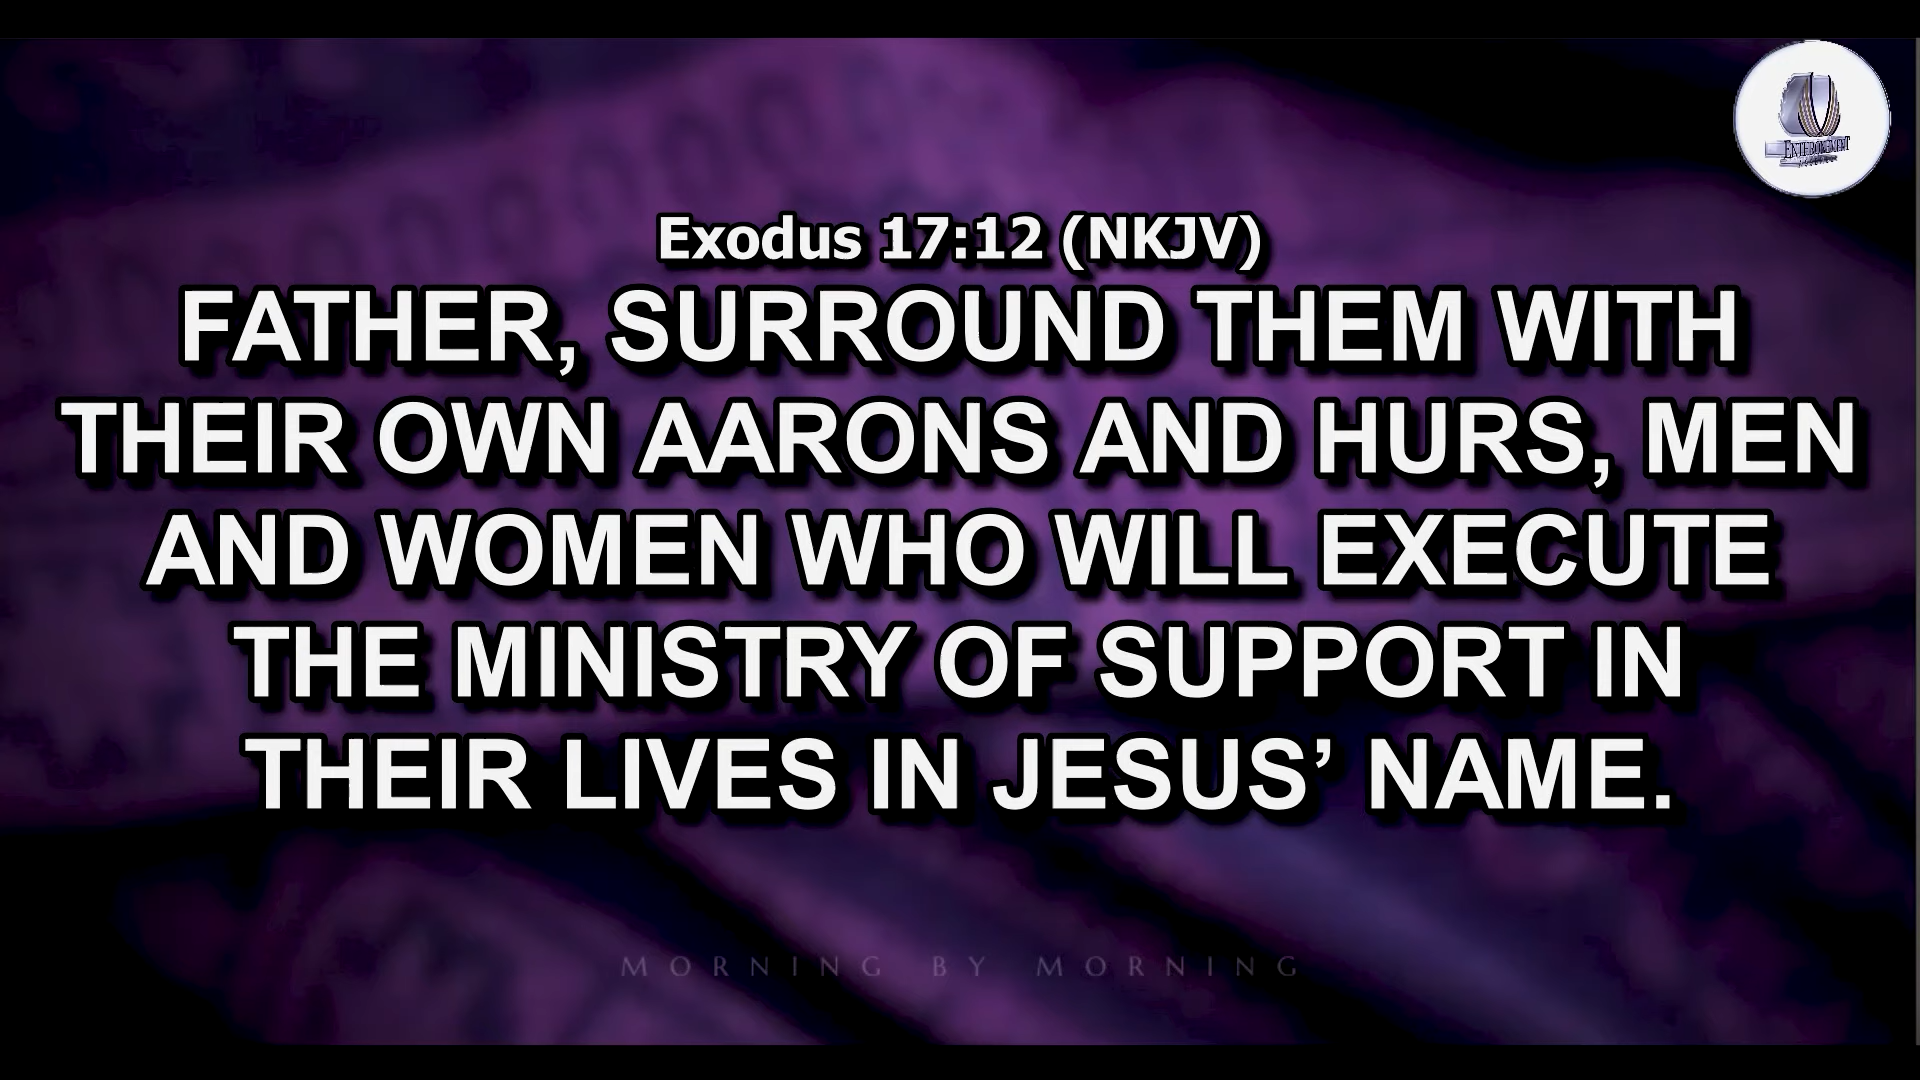 Exodus 17:12 (NKJV)
FATHER, SURROUND THEM WITH
THEIR OWN AARONS AND HURS, MEN
AND WOMEN WHO WILL EXECUTE
THE MINISTRY OF SUPPORT IN
THEIR LIVES IN JESUS’ NAME.
MORNING BY MORNING